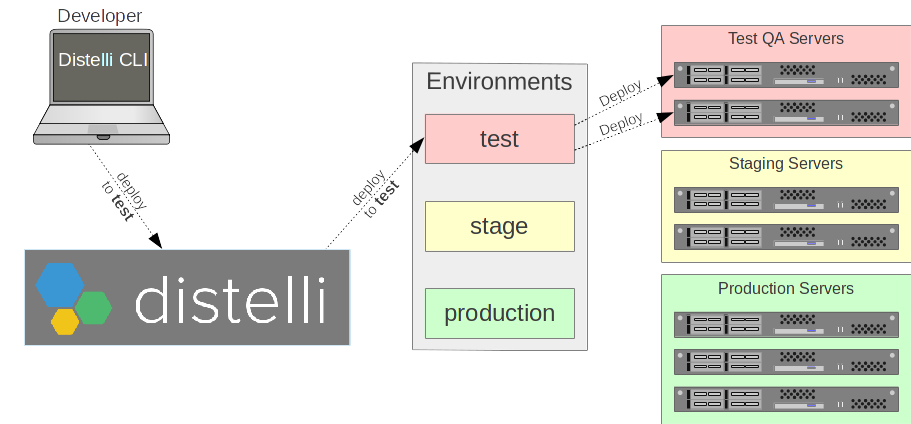 Developer
Distelli CLI
deploy
to test
distelli
deploy
to test
Environments
test
stage
production
Deploy
Deploy
Test QA Servers
Staging Servers
Production Servers